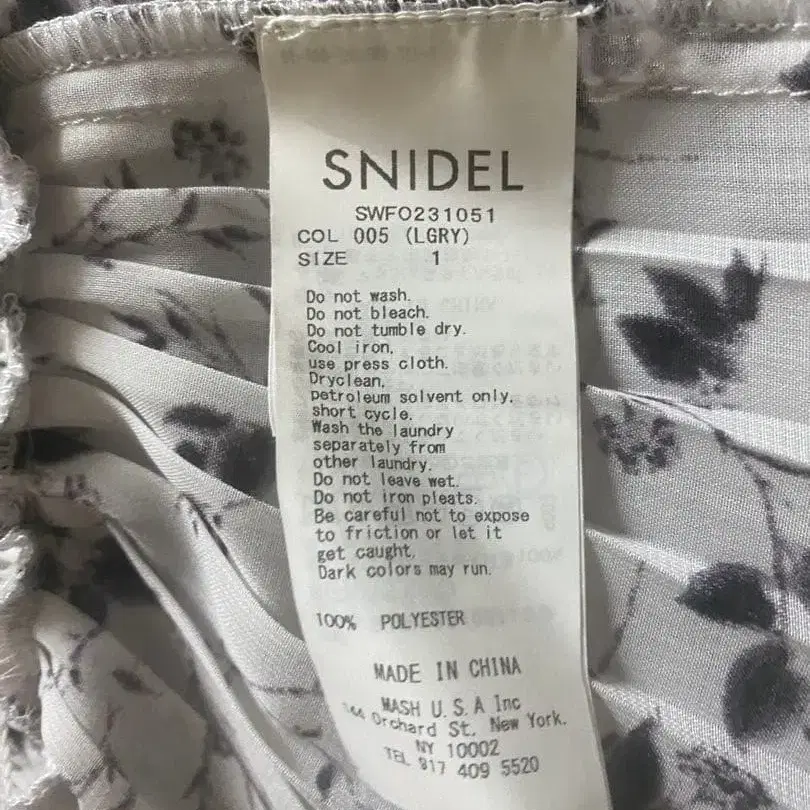 SNIDEL
SWFO231051
COL 005 (LGRY)
SIZE 1
Do not wash.
Do not bleach.
Do not tumble dry.
Cool iron,
use press cloth.
Dryclean,
petroleum solvent only,
short cycle.
Wash the laundry
separately from
other laundry.
Do not leave wet.
Do not iron pleats.
Be careful not to expose
to friction or let it
get caught.
Dark colors may run.
100% POLYESTER
MADE IN CHINA
MASH U.S.A Inc
Orchard St. New York.
NY 10002
TEL 917 409 5520